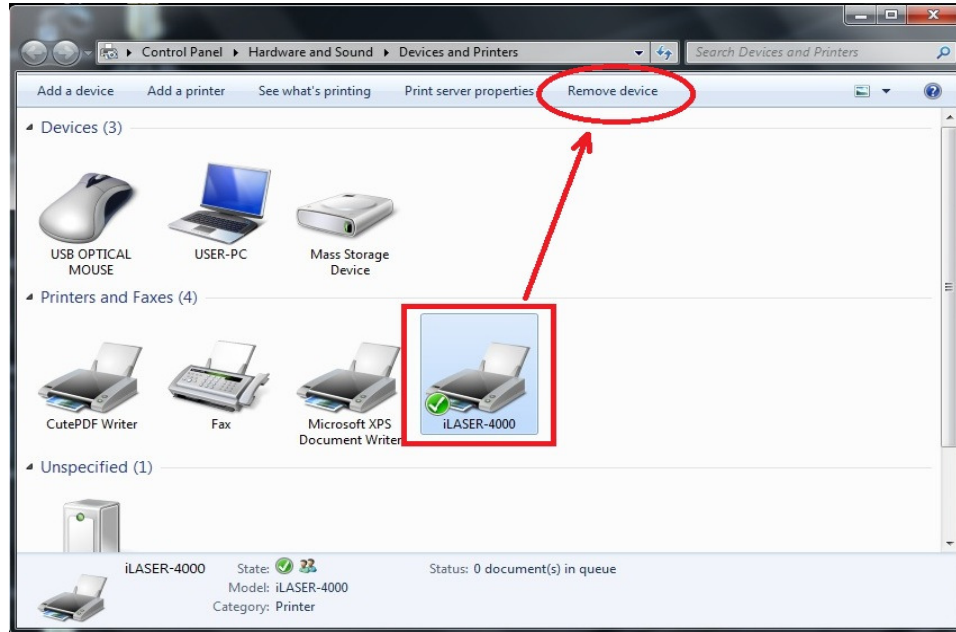 Control Panel ▸ Hardware and Sound ▸ Devices and Printers
Search Devices and Printers
Add a device Add a printer See what's printing Print server properties Remove device
Devices (3)
USB OPTICAL
MOUSE
USER-PC
Mass Storage
Device
Printers and Faxes (4)
CutePDF Writer
Fax
Microsoft XPS
Document Writer
iLASER-4000
Unspecified (1)
iLASER-4000 State: Status: 0 document(s) in queue
Model: iLASER-4000
Category: Printer